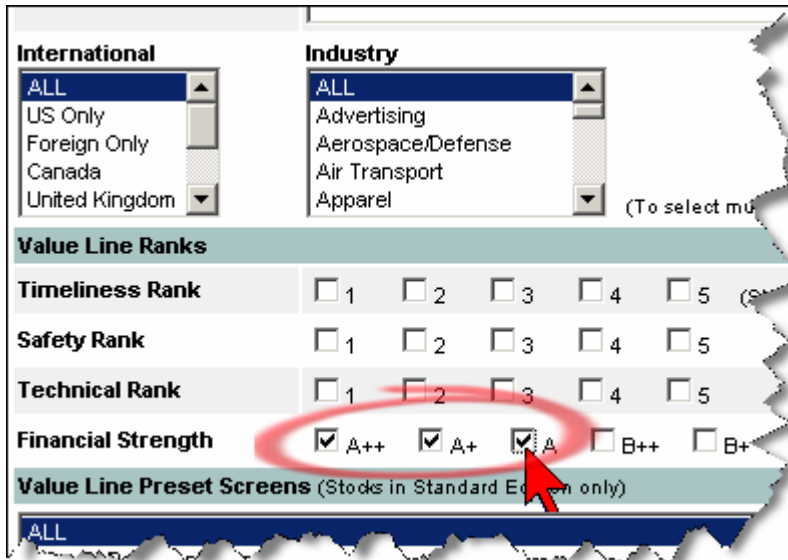 International Industry
ALL
US Only
Foreign Only
Canada
United Kingdom
ALL
Advertising
Aerospace/Defense
Air Transport
Apparel
(To select
Value Line Ranks
Timeliness Rank 1 2 3 4 5
Safety Rank 1 2 3 4 5
Technical Rank 1 2 3 4 5
Financial Strength A++ A+ A B++ B+
Value Line Preset Screens (Stocks in Standard Edition only)
ALL